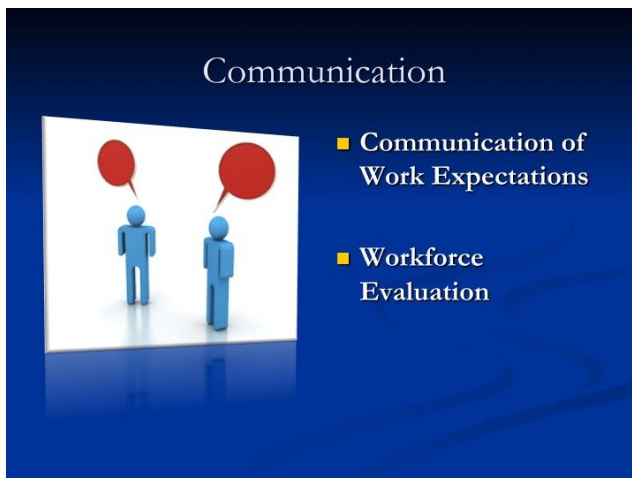 Communication
Communication of
Work Expectations
Workforce
Evaluation